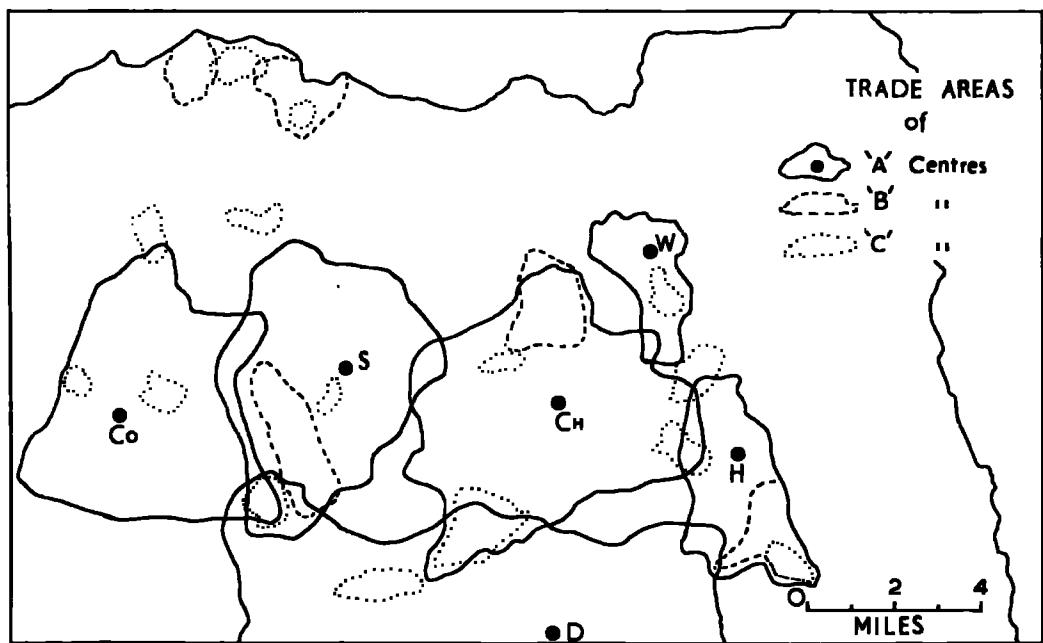 TRADE AREAS
of
'A' Centres
'B' "
'C' "
W
S
Co
CH
H
D
O 2 4
MILES